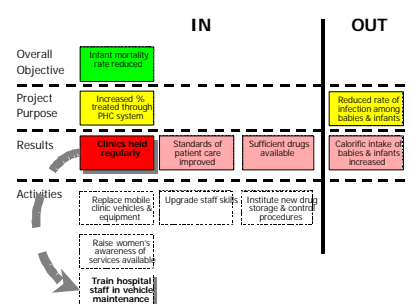 IN
OUT
Overall
Objective
Infant mortality
rate reduced
Project
Purpose
Increased %
treated through
PHC system
Reduced rate of
infection among
babies & infants
Results
Clinics held
regularly
Standards of
patient care
improved
Sufficient drugs
available
Calorific intake of
babies & infants
increased
Activities
Replace mobile
clinic vehicles &
equipment
Upgrade staff skills
Institute new drug
storage & control
procedures
Raise women's
awareness of
services available
Train hospital
staff in vehicle
maintenance